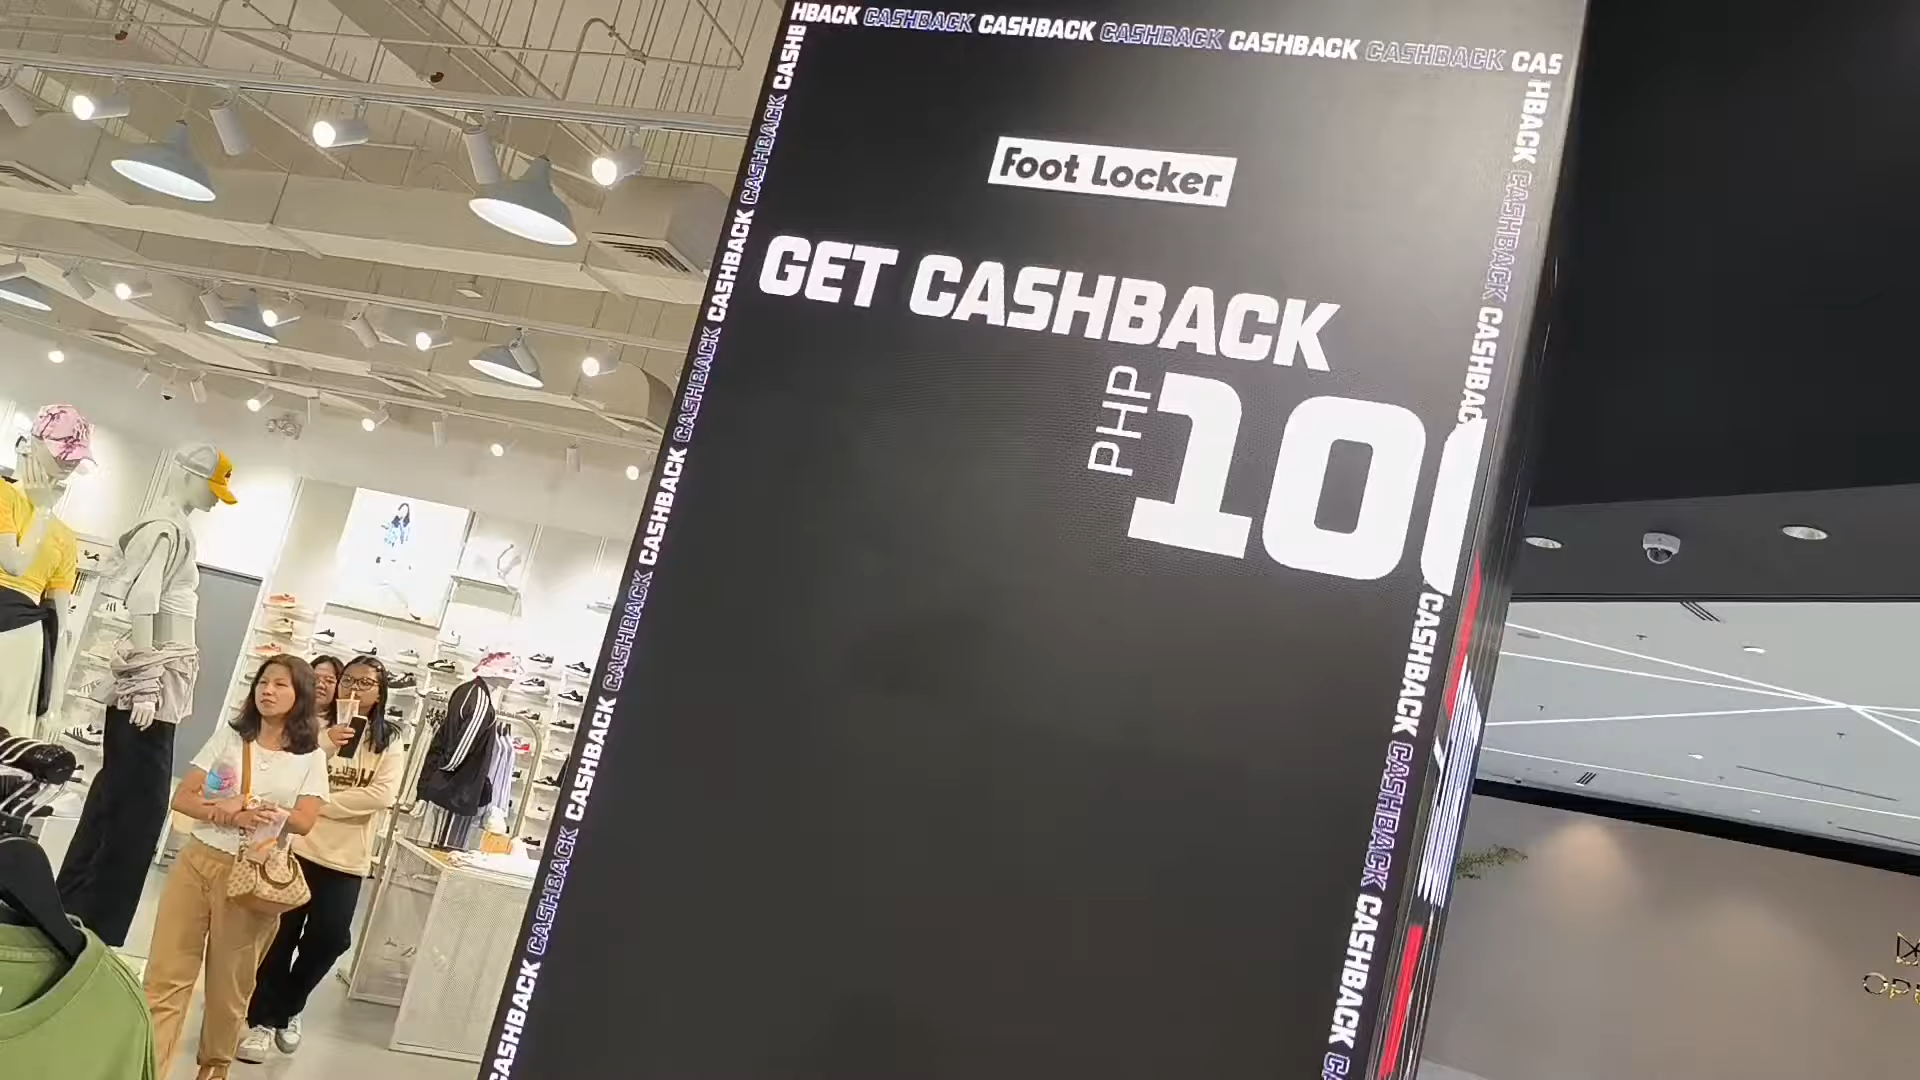 HBACK CASHBACK CASHBACK CASHBACK CASHBACK CASHBACK CAS
Foot Locker
GET CASHBACK
PHP 10
CASHB CASHBACK CASHBACK CASHBACK CASHBACK CASHBACK CASHBACK CASHBACK CASHBACK
HBACK CASHBACK CASHBAC
CASHBACK CASHBACK CASHBACK